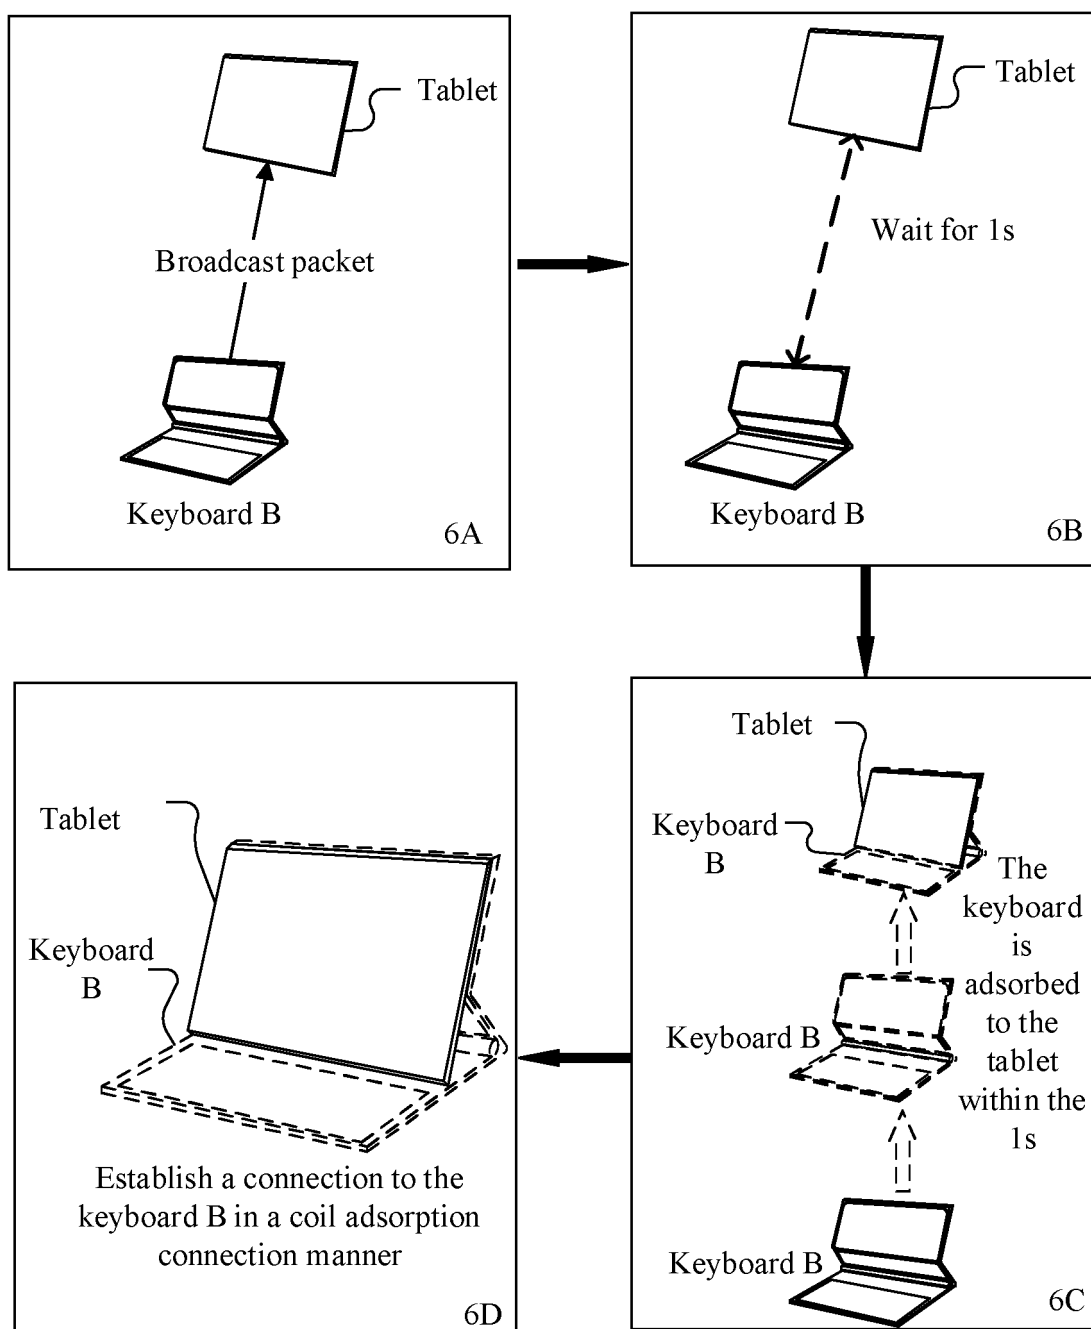 Tablet
Broadcast packet
Keyboard B
6A
Tablet
Wait for 1s
Keyboard B
6B
Tablet
Keyboard
B
The
keyboard
is
adsorbed
to the
tablet
within the
1s
Keyboard B
Keyboard B
6C
Tablet
Keyboard
B
Establish a connection to the
keyboard B in a coil adsorption
connection manner
6D